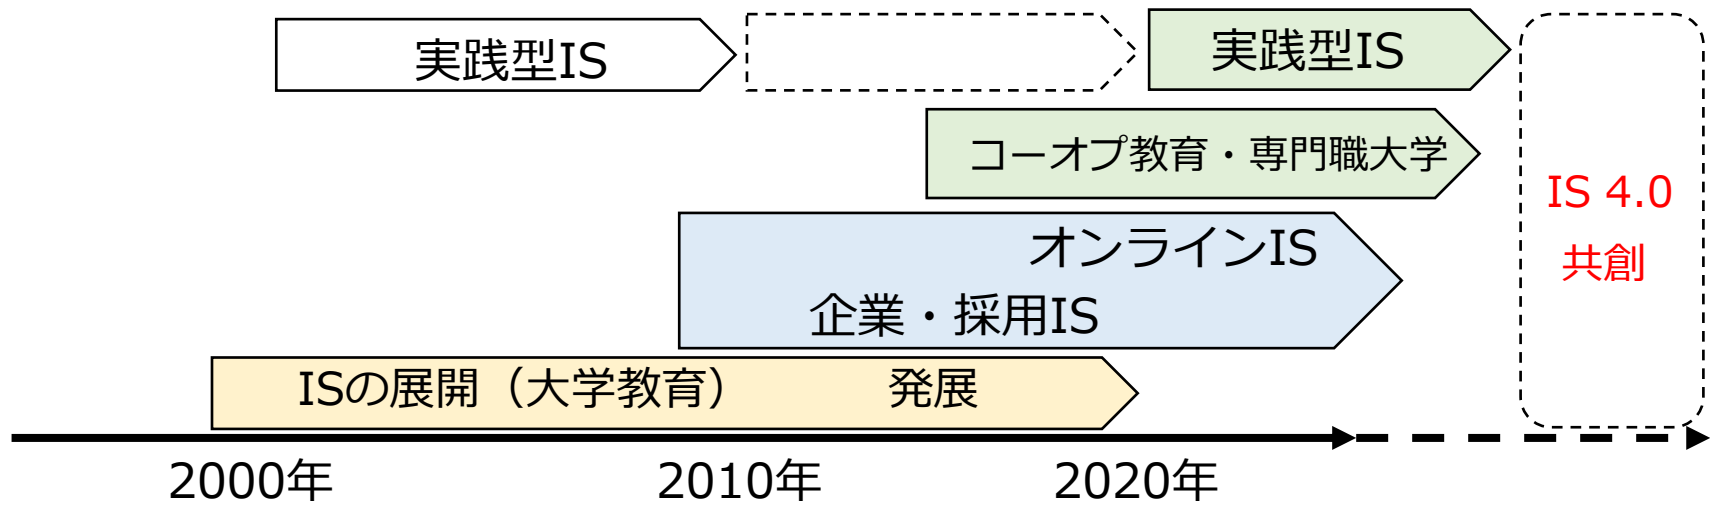 実践型IS
実践型IS
コーオプ教育・専門職大学
IS 4.0
共創
オンラインIS
企業・採用IS
ISの展開（大学教育） 発展
2000年 2010年 2020年